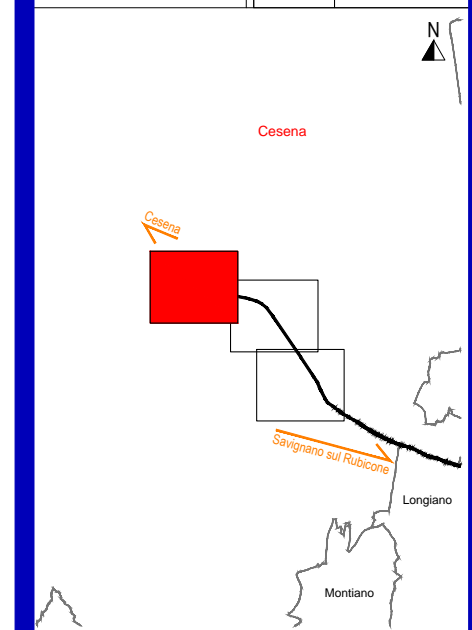 N
Cesena
Cesena
Savignano sul Rubicone
Longiano
Montiano